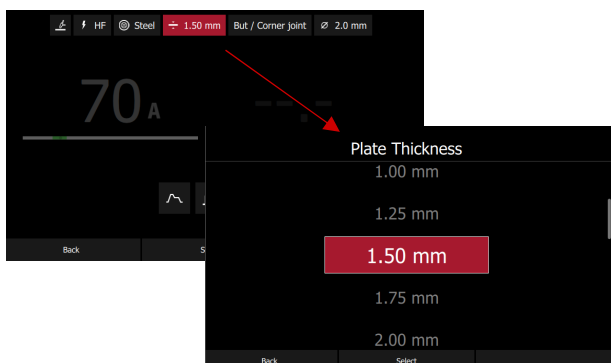 HF Steel 1.50 mm But / Corner joint ⌀ 2.0 mm
70 A
--.-
Back S
Plate Thickness
1.00 mm
1.25 mm
1.50 mm
1.75 mm
2.00 mm
Back Select